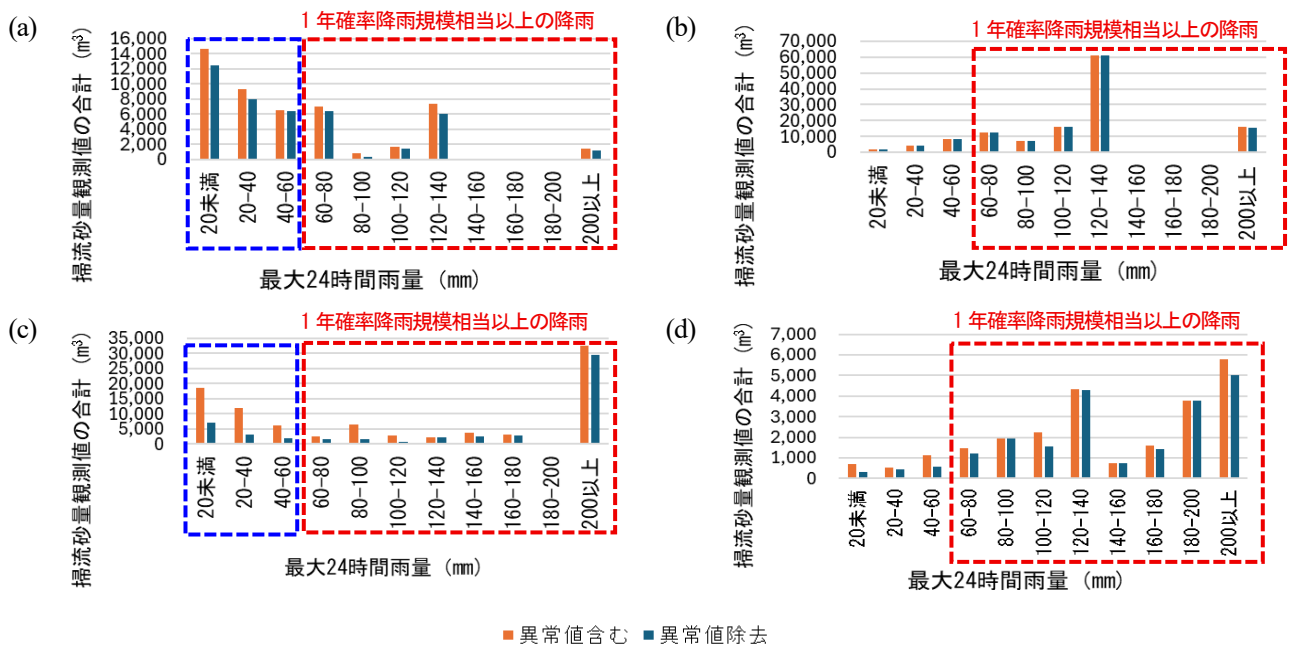 (a)
1年確率降雨規模相当以上の降雨
掃流砂量観測値の合計 (m³)
16,000
14,000
12,000
10,000
8,000
6,000
4,000
2,000
0
20未満
20-40
40-60
60-80
80-100
100-120
120-140
140-160
160-180
180-200
200以上
最大24時間雨量 (mm)
(b)
1年確率降雨規模相当以上の降雨
掃流砂量観測値の合計 (m³)
70,000
60,000
50,000
40,000
30,000
20,000
10,000
0
20未満
20-40
40-60
60-80
80-100
100-120
120-140
140-160
160-180
180-200
200以上
最大24時間雨量 (mm)
(c)
1年確率降雨規模相当以上の降雨
掃流砂量観測値の合計 (m³)
35,000
30,000
25,000
20,000
15,000
10,000
5,000
0
20未満
20-40
40-60
60-80
80-100
100-120
120-140
140-160
160-180
180-200
200以上
最大24時間雨量 (mm)
(d)
1年確率降雨規模相当以上の降雨
掃流砂量観測値の合計 (m³)
7,000
6,000
5,000
4,000
3,000
2,000
1,000
0
20未満
20-40
40-60
60-80
80-100
100-120
120-140
140-160
160-180
180-200
200以上
最大24時間雨量 (mm)
異常値含む 異常値除去